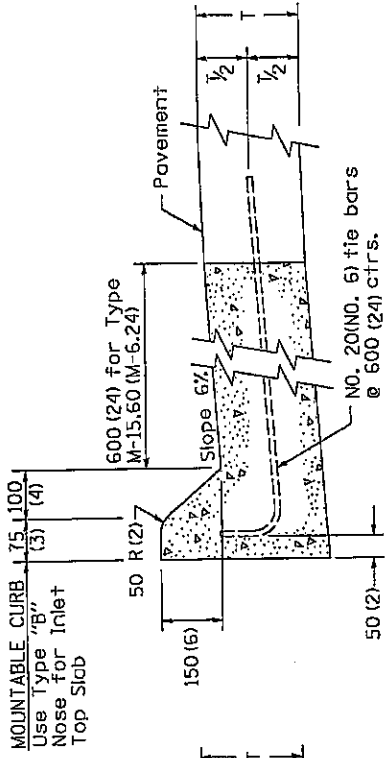 MOUNTABLE CURB
Use Type "B"
Nose for Inlet
Top Slab
75
(3)
100
(4)
50 R(2)
600 (24) for Type
M-15.60 (M-6.24)
Slope 6%
Pavement
T
T/2
T/2
150 (6)
T
NO. 20(NO. 6) tie bars
@ 600 (24) ctrs.
50 (2)